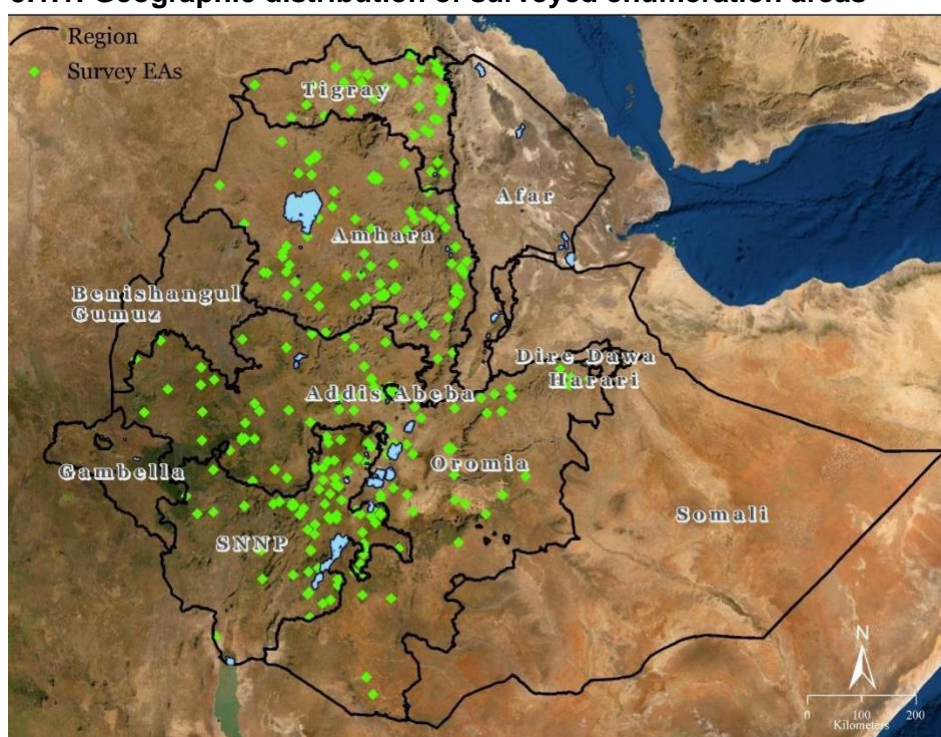 Region
Survey EAs
Tigray
Afar
Amhara
Benishangul
Gumuz
Dire Dawa
Harari
Addis Abeba
Oromia
Gambella
Somali
SNNP
N
0 100 200
Kilometers